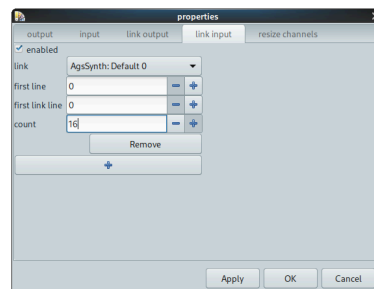 properties
output input link output link input resize channels
enabled
link AgsSynth: Default 0
first line 0
first link line 0
count 16
Remove
Apply OK Cancel